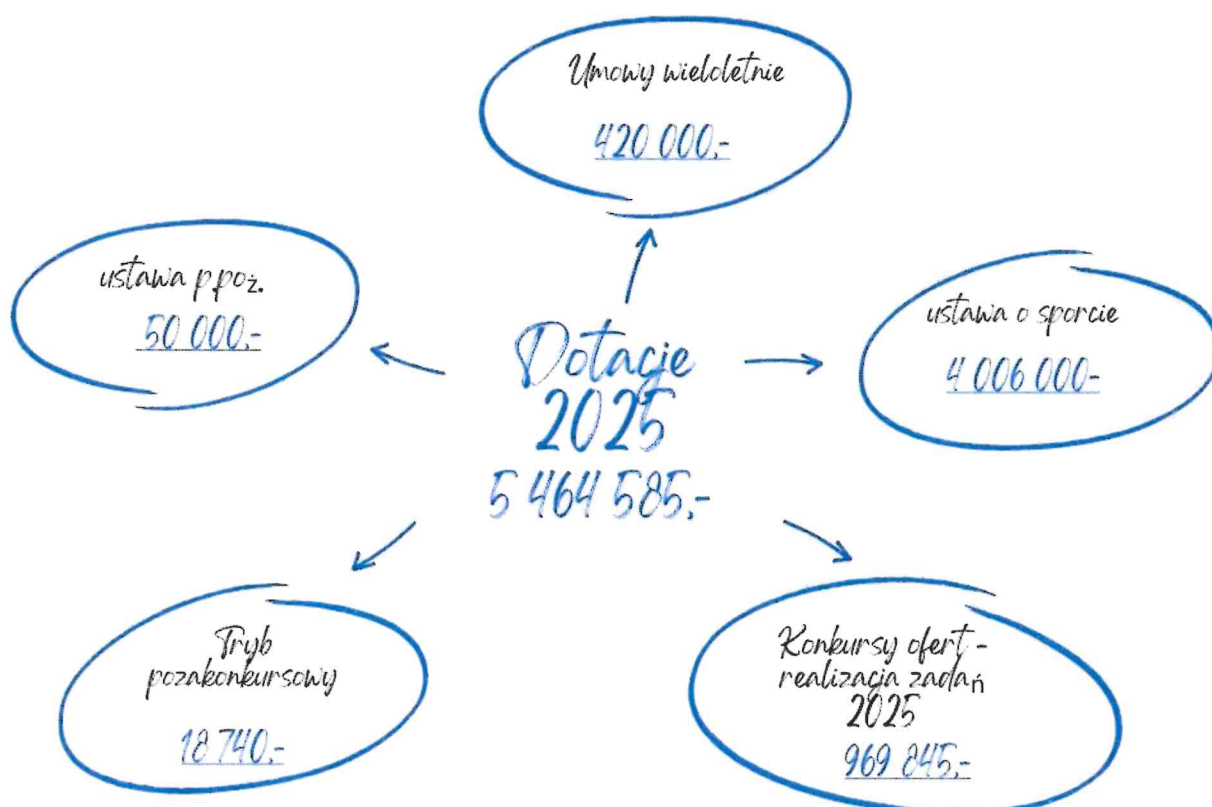 Umowy wieloletnie
420 000,-
ustawa p.poż.
50 000,-
ustawa o sporcie
4 006 000-
Dotacje
2025
5 464 585,-
Tryb
pozakonkursowy
18 740,-
Konkursy ofert -
realizacja zadań
2025
969 845,-